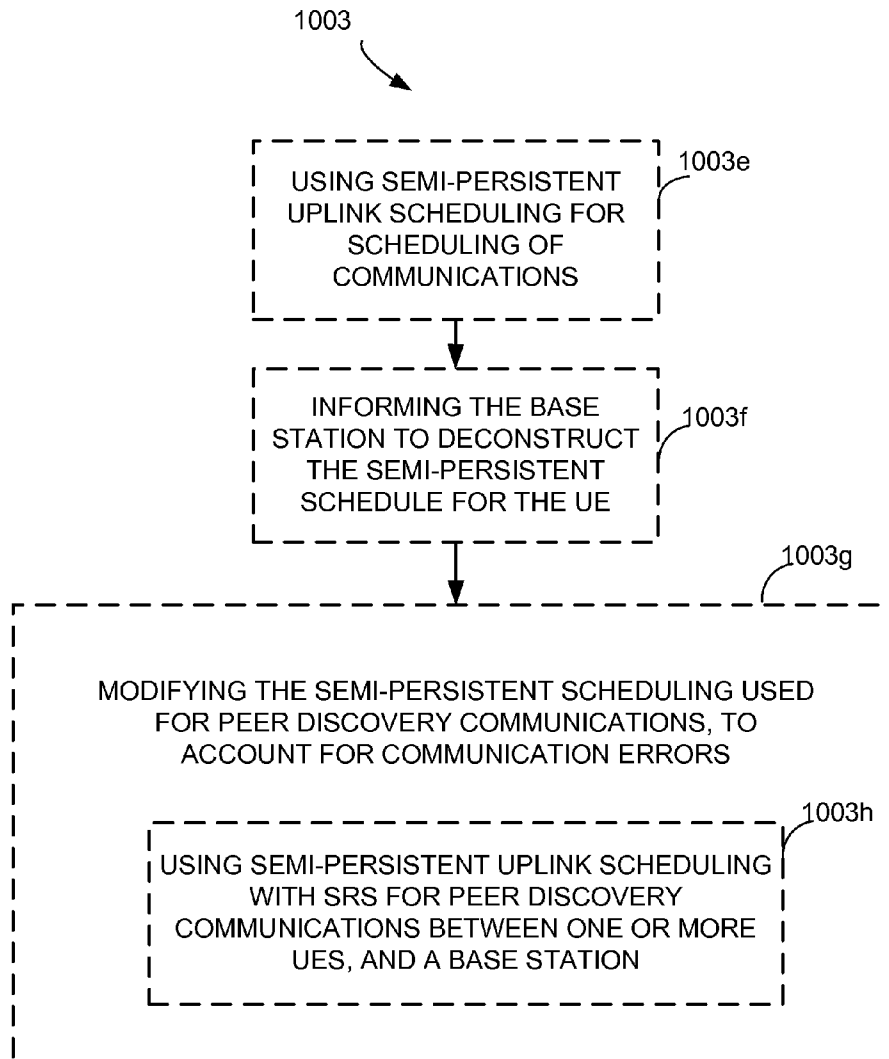 1003
1003e
USING SEMI-PERSISTENT
UPLINK SCHEDULING FOR
SCHEDULING OF
COMMUNICATIONS
1003f
INFORMING THE BASE
STATION TO DECONSTRUCT
THE SEMI-PERSISTENT
SCHEDULE FOR THE UE
1003g
MODIFYING THE SEMI-PERSISTENT SCHEDULING USED
FOR PEER DISCOVERY COMMUNICATIONS, TO
ACCOUNT FOR COMMUNICATION ERRORS
1003h
USING SEMI-PERSISTENT UPLINK SCHEDULING
WITH SRS FOR PEER DISCOVERY
COMMUNICATIONS BETWEEN ONE OR MORE
UES, AND A BASE STATION